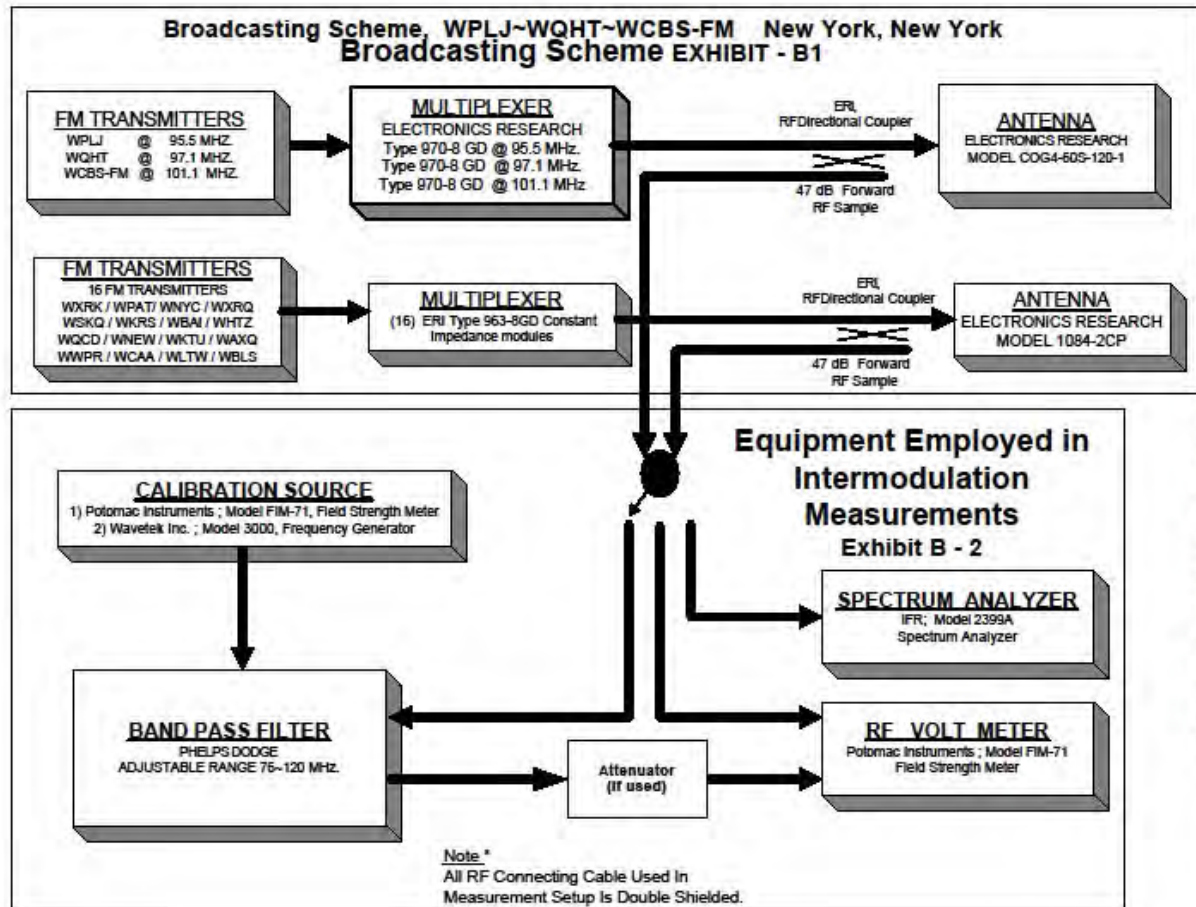 Broadcasting Scheme, WPLJ~WQHT~WCBS-FM New York, New York
Broadcasting Scheme EXHIBIT - B1
FM TRANSMITTERS
WPLJ @ 95.5 MHZ.
WQHT @ 97.1 MHZ.
WCBS-FM @ 101.1 MHZ.
MULTIPLEXER
ELECTRONICS RESEARCH
Type 970-8 GD @ 95.5 MHz.
Type 970-8 GD @ 97.1 MHz.
Type 970-8 GD @ 101.1 MHz
ERI,
RFDirectional Coupler
47 dB Forward
RF Sample
ANTENNA
ELECTRONICS RESEARCH
MODEL COG4-60S-120-1
FM TRANSMITTERS
16 FM TRANSMITTERS
WXRK / WPAT/ WNYC / WXRQ
WSKQ / WKRS / WBAI / WHTZ
WQCD / WNEW / WKTU / WAXQ
WWPR / WCAA / WLTW / WBLS
MULTIPLEXER
(16) ERI Type 963-8GD Constant
Impedance modules
ERI,
RFDirectional Coupler
47 dB Forward
RF Sample
ANTENNA
ELECTRONICS RESEARCH
MODEL 1084-2CP
Equipment Employed in
Intermodulation
Measurements
Exhibit B - 2
CALIBRATION SOURCE
1) Potomac Instruments ; Model FIM-71, Field Strength Meter
2) Wavetek Inc. ; Model 3000, Frequency Generator
SPECTRUM ANALYZER
IFR; Model 2399A
Spectrum Analyzer
BAND PASS FILTER
PHELPS DODGE
ADJUSTABLE RANGE 76~120 MHz.
Attenuator
(If used)
RF VOLT METER
Potomac Instruments ; Model FIM-71
Field Strength Meter
Note *
All RF Connecting Cable Used In
Measurement Setup Is Double Shielded.